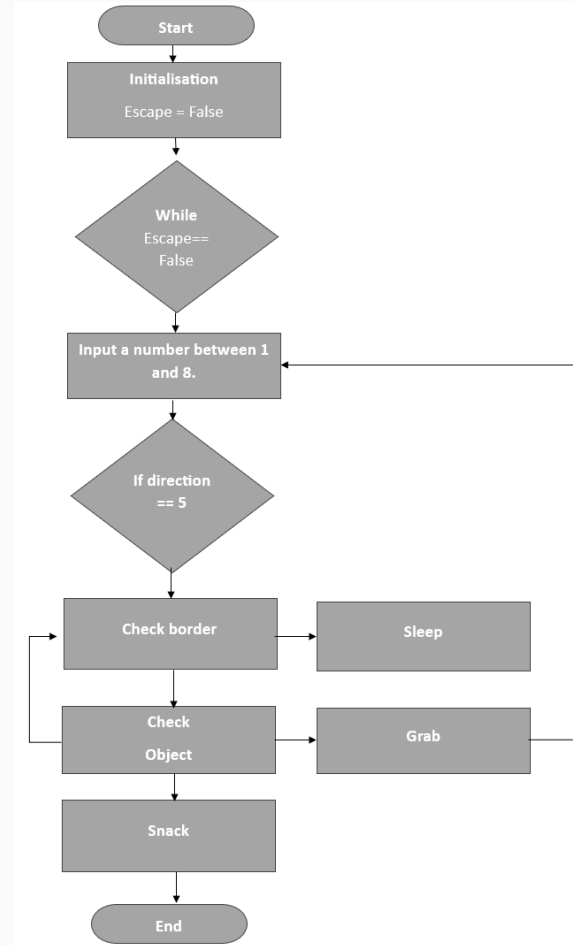 Start
Initialisation
Escape = False
While
Escape==
False
Input a number between 1
and 8.
If direction
== 5
Check border
Sleep
Check
Object
Grab
Snack
End